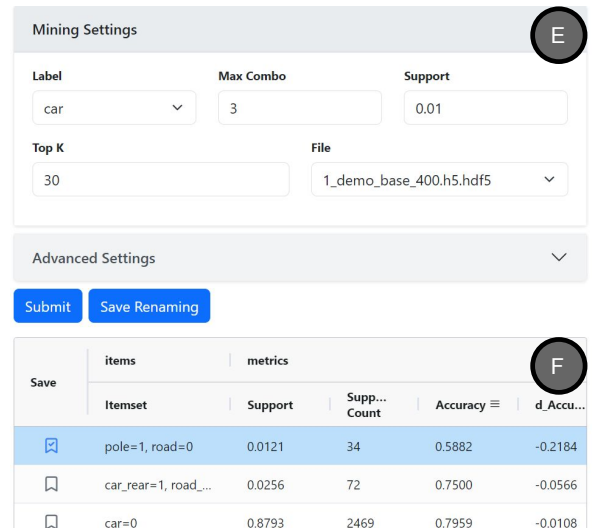 Mining Settings E
Label Max Combo Support
car 3 0.01
Top K File
30 1_demo_base_400.h5.hdf5
Advanced Settings
Submit Save Renaming
items metrics F
Save
Itemset Support Supp... Count Accuracy d_Accu...
pole=1, road=0 0.0121 34 0.5882 -0.2184
car_rear=1, road_... 0.0256 72 0.7500 -0.0566
car=0 0.8793 2469 0.7959 -0.0108